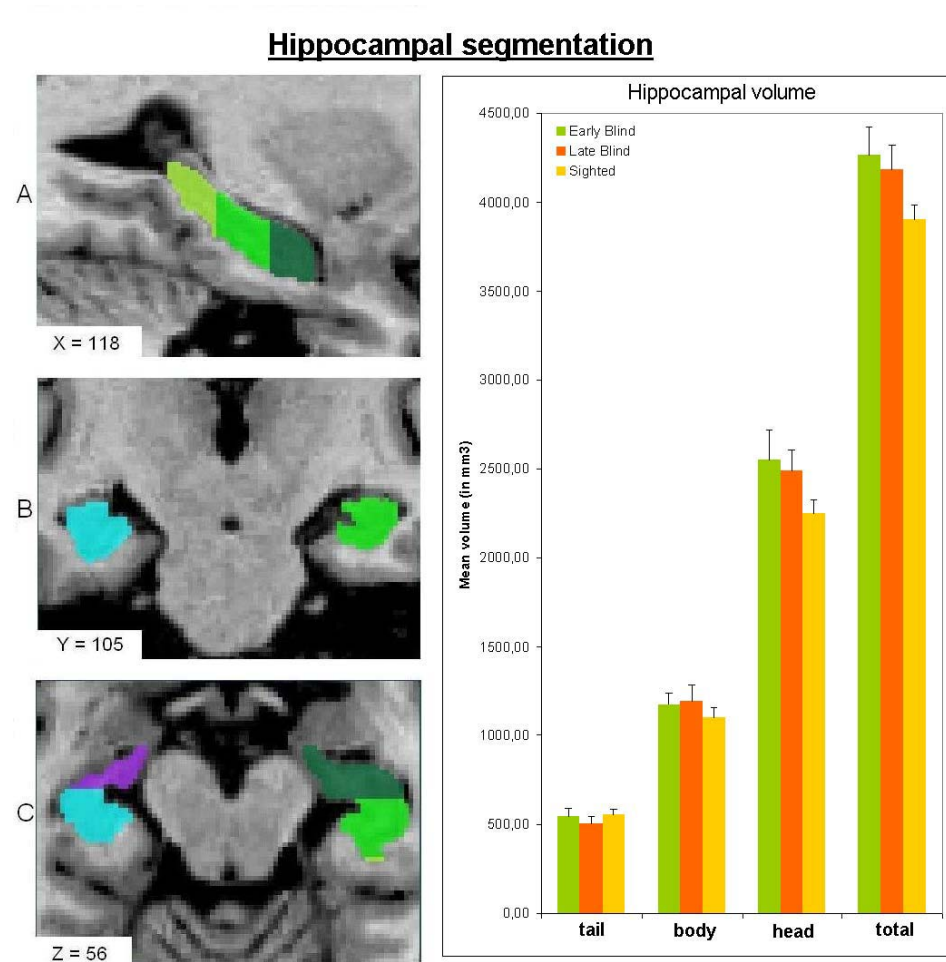 Hippocampal segmentation
A
X = 118
B
Y = 105
C
Z = 56
Hippocampal volume
Early Blind
Late Blind
Sighted
Mean volume (in mm3)
4500,00
4000,00
3500,00
3000,00
2500,00
2000,00
1500,00
1000,00
500,00
0,00
tail body head total